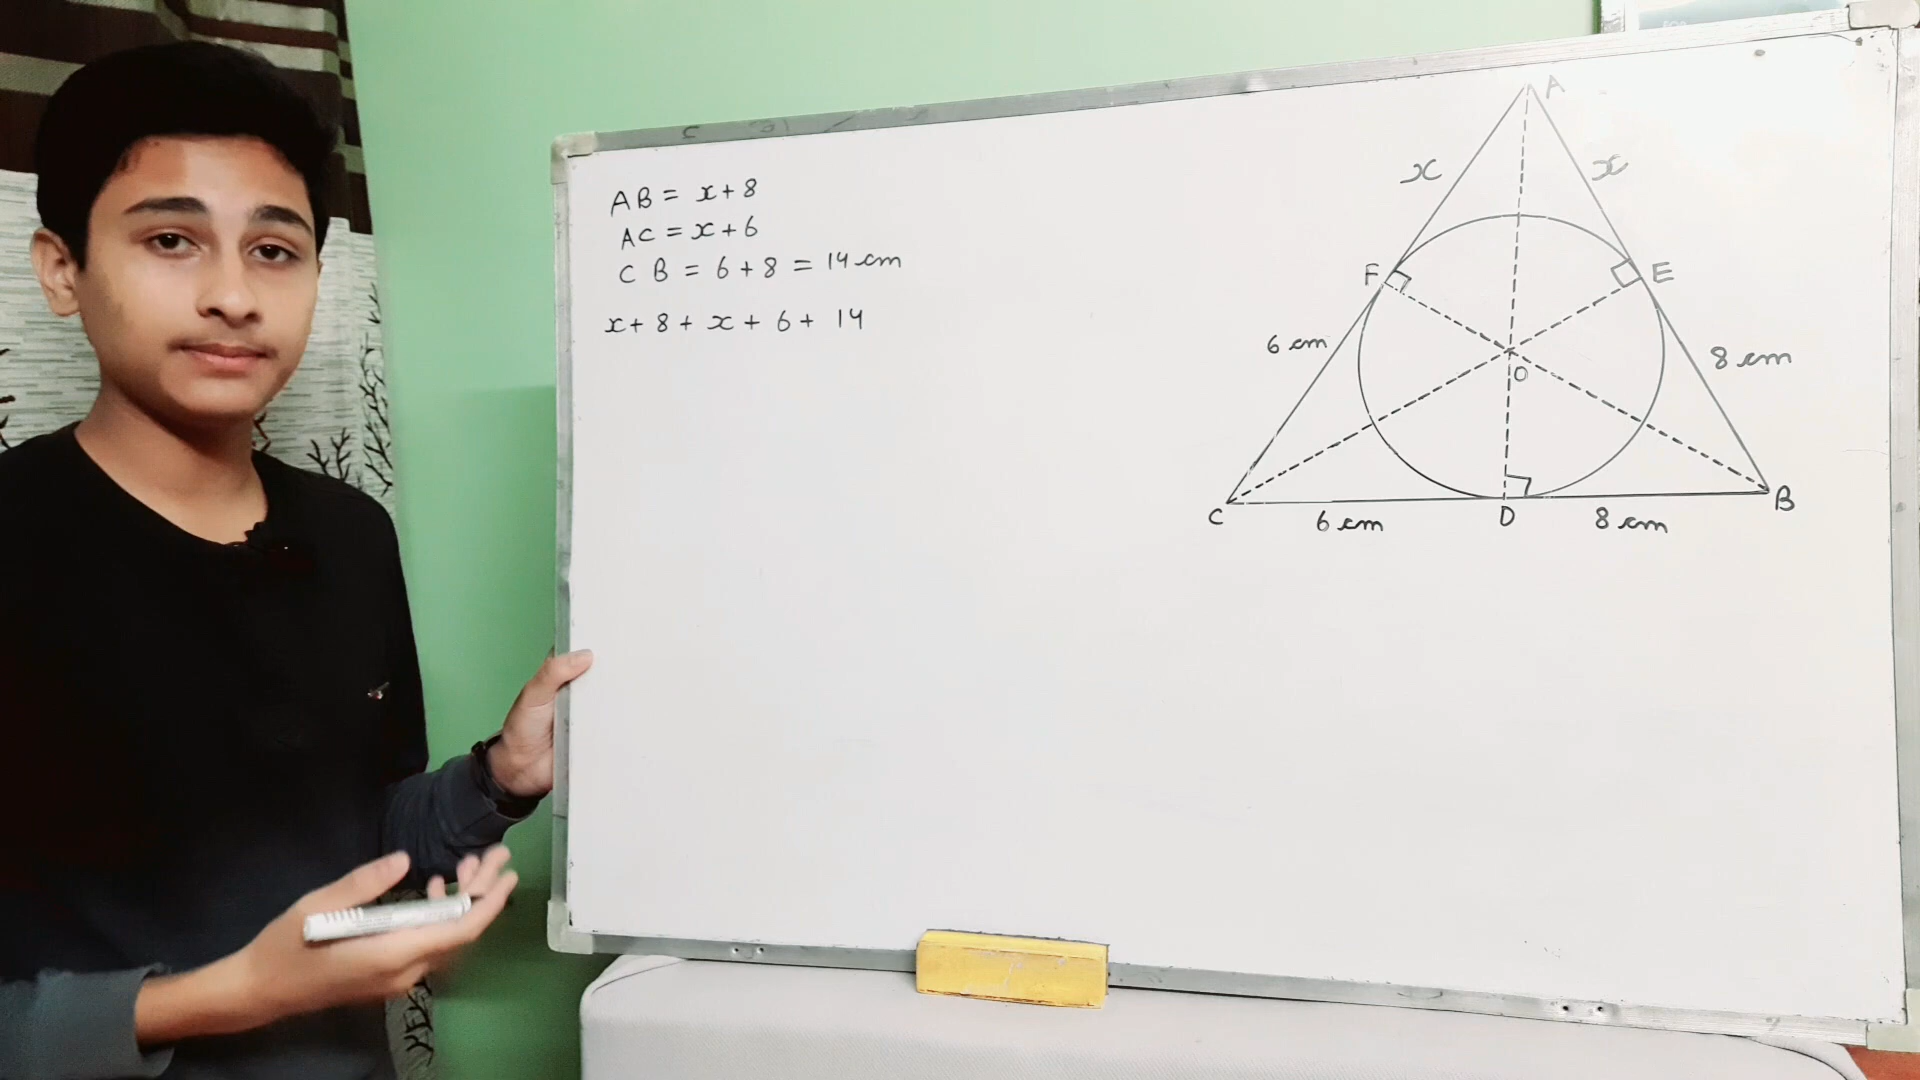 AB = x + 8
AC = x + 6
CB = 6 + 8 = 14 cm
x + 8 + x + 6 + 14
A
x x
F E
6 cm 8 cm
O
C 6 cm D 8 cm B